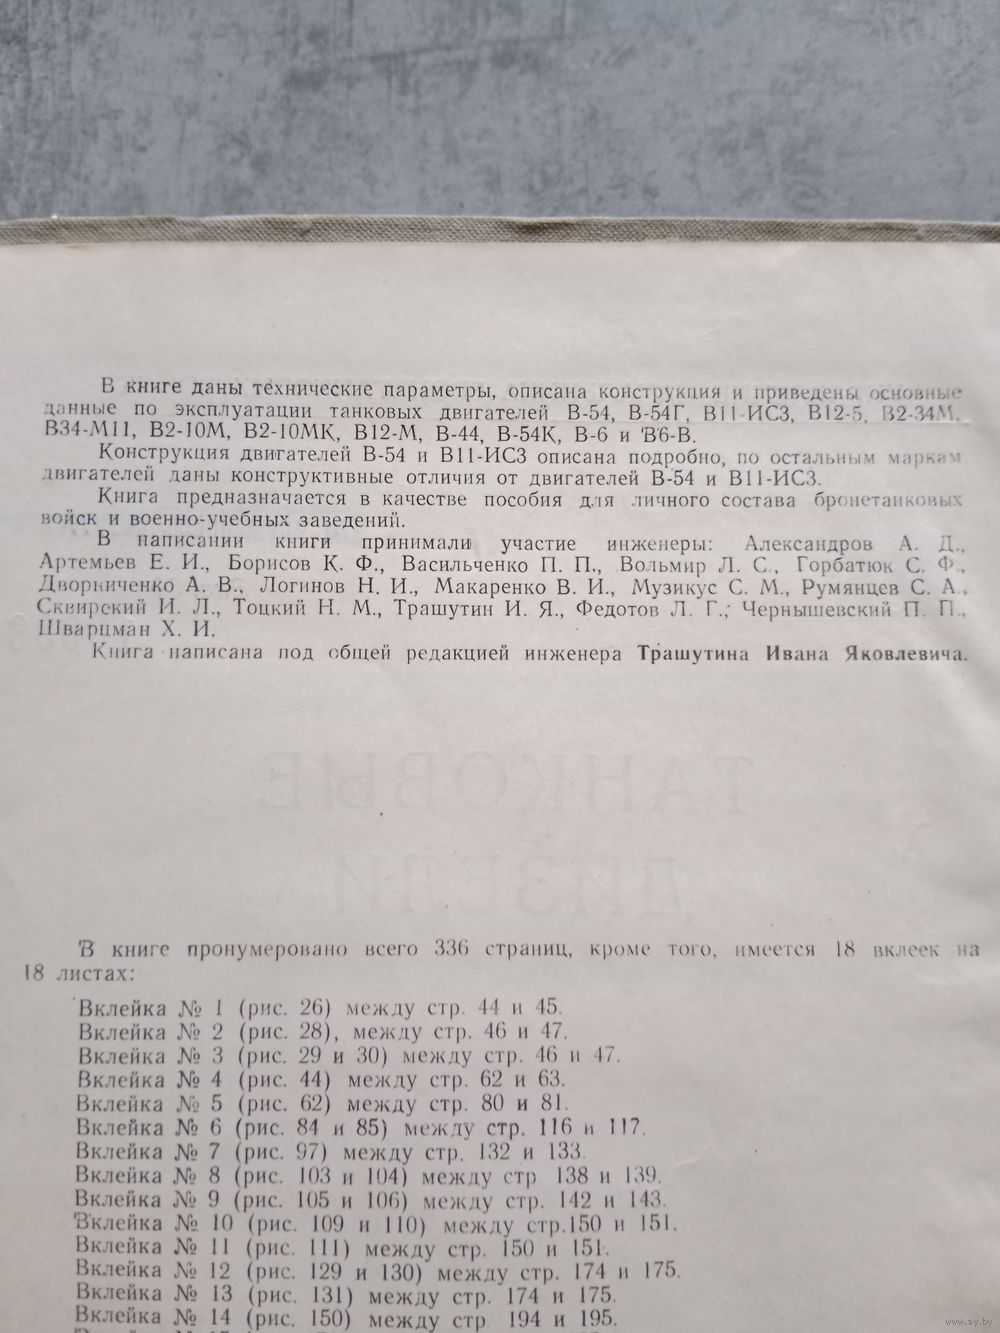 В книге даны технические параметры, описана конструкция и приведены основные
данные по эксплуатации танковых двигателей В-54, В-54Г, В11-ИС3, В12-5, В2-34М,
В34-М11, В2-10М, В2-10МК, В12-М, В-44, В-54К, В-6 и В6-В.
Конструкция двигателей В-54 и В11-ИС3 описана подробно, по остальным маркам
двигателей даны конструктивные отличия от двигателей В-54 и В11-ИС3.
Книга предназначается в качестве пособия для личного состава бронетанковых
войск и военно-учебных заведений.
В написании книги принимали участие инженеры: Александров А. Д.,
Артемьев Е. И., Борисов К. Ф., Васильченко П. П., Вольмир Л. С., Горбатюк С. Ф.,
Дворниченко А. В., Логинов Н. И., Макаренко В. И., Музикус С. М., Румянцев С. А.
Сквирский И. Л., Тоцкий Н. М., Трашутин И. Я., Федотов Л. Г.; Чернышевский П. П.,
Шварцман Х. И.
Книга написана под общей редакцией инженера Трашутина Ивана Яковлевича.
ТАНКОВЫЕ
ДИЗЕЛИ
В книге пронумеровано всего 336 страниц, кроме того, имеется 18 вклеек на
18 листах:
Вклейка № 1 (рис. 26) между стр. 44 и 45.
Вклейка № 2 (рис. 28), между стр. 46 и 47.
Вклейка № 3 (рис. 29 и 30) между стр. 46 и 47.
Вклейка № 4 (рис. 44) между стр. 62 и 63.
Вклейка № 5 (рис. 62) между стр. 80 и 81.
Вклейка № 6 (рис. 84 и 85) между стр. 116 и 117.
Вклейка № 7 (рис. 97) между стр. 132 и 133.
Вклейка № 8 (рис. 103 и 104) между стр 138 и 139.
Вклейка № 9 (рис. 105 и 106) между стр. 142 и 143.
Вклейка № 10 (рис. 109 и 110) между стр.150 и 151.
Вклейка № 11 (рис. 111) между стр. 150 и 151.
Вклейка № 12 (рис. 129 и 130) между стр. 174 и 175.
Вклейка № 13 (рис. 131) между стр. 174 и 175.
Вклейка № 14 (рис. 150) между стр 194 и 195.
www.ay.by